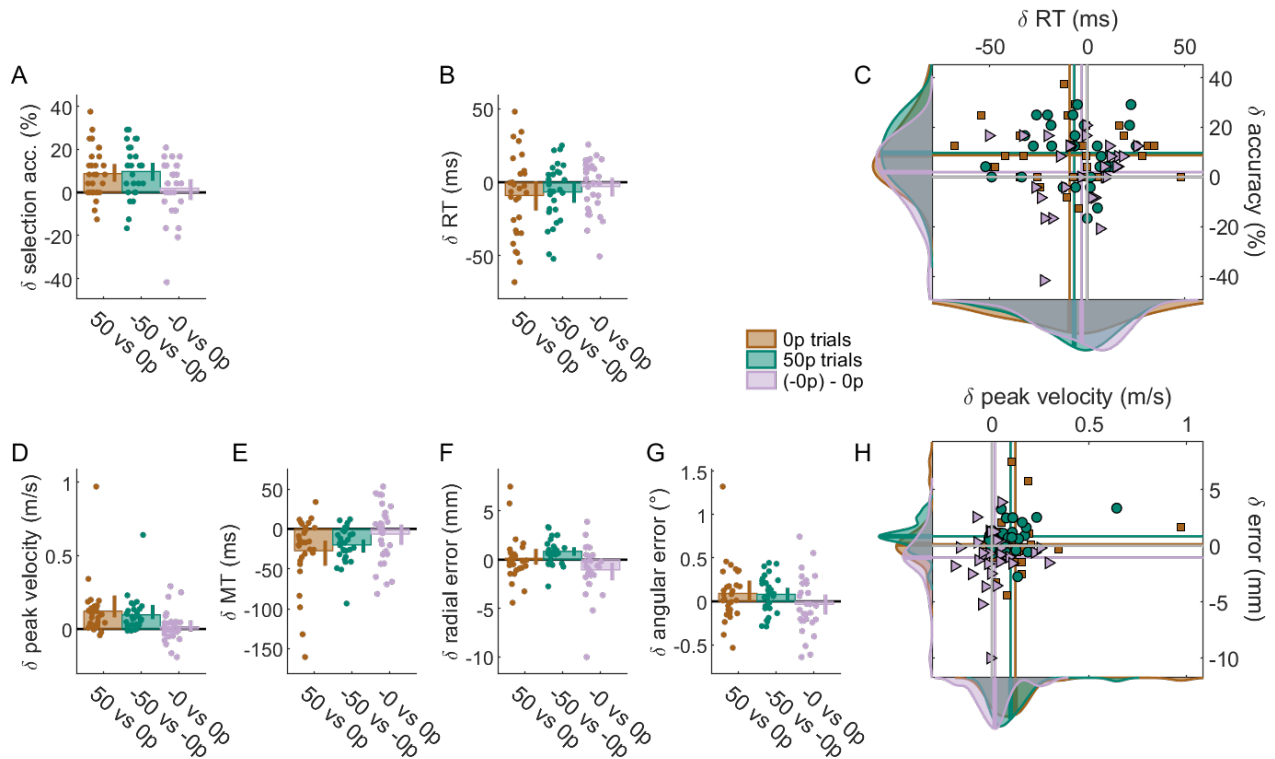 A
δ selection acc. (%)
40
20
0
-20
-40
50 vs 0p
-50 vs -0p
-0 vs 0p
B
δ RT (ms)
50
0
-50
50 vs 0p
-50 vs -0p
-0 vs 0p
C
δ RT (ms)
-50
0
50
40
20
0
-20
-40
δ accuracy (%)
0p trials
50p trials
(-0p) - 0p
D
δ peak velocity (m/s)
1
0.5
0
50 vs 0p
-50 vs -0p
-0 vs 0p
E
δ MT (ms)
50
0
-50
-100
-150
50 vs 0p
-50 vs -0p
-0 vs 0p
F
δ radial error (mm)
5
0
-5
-10
50 vs 0p
-50 vs -0p
-0 vs 0p
G
δ angular error (°)
1.5
1
0.5
0
-0.5
50 vs 0p
-50 vs -0p
-0 vs 0p
H
δ peak velocity (m/s)
0
0.5
1
5
0
-5
-10
δ error (mm)